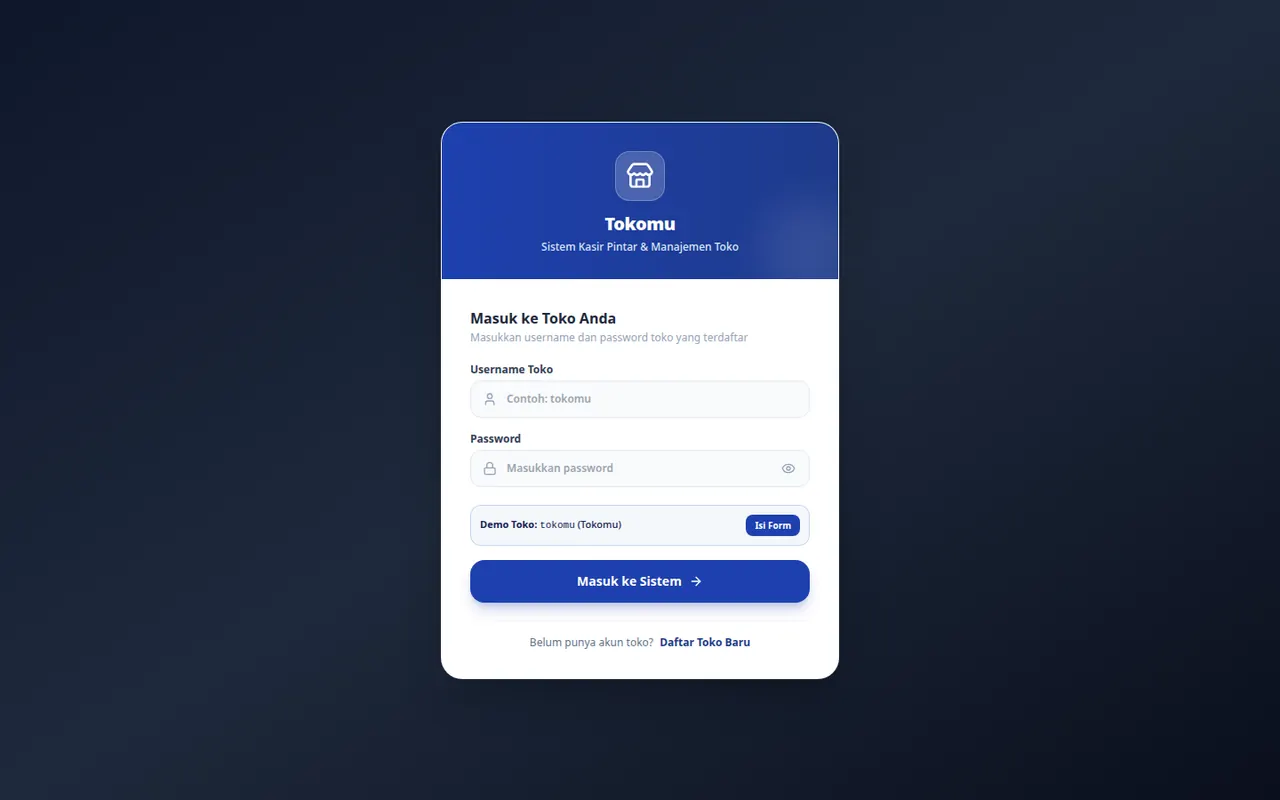 Tokomu
Sistem Kasir Pintar & Manajemen Toko
Masuk ke Toko Anda
Masukkan username dan password toko yang terdaftar
Username Toko
Contoh: tokomu
Password
Masukkan password
Demo Toko: tokomu (Tokomu)
Isi Form
Masuk ke Sistem →
Belum punya akun toko? Daftar Toko Baru